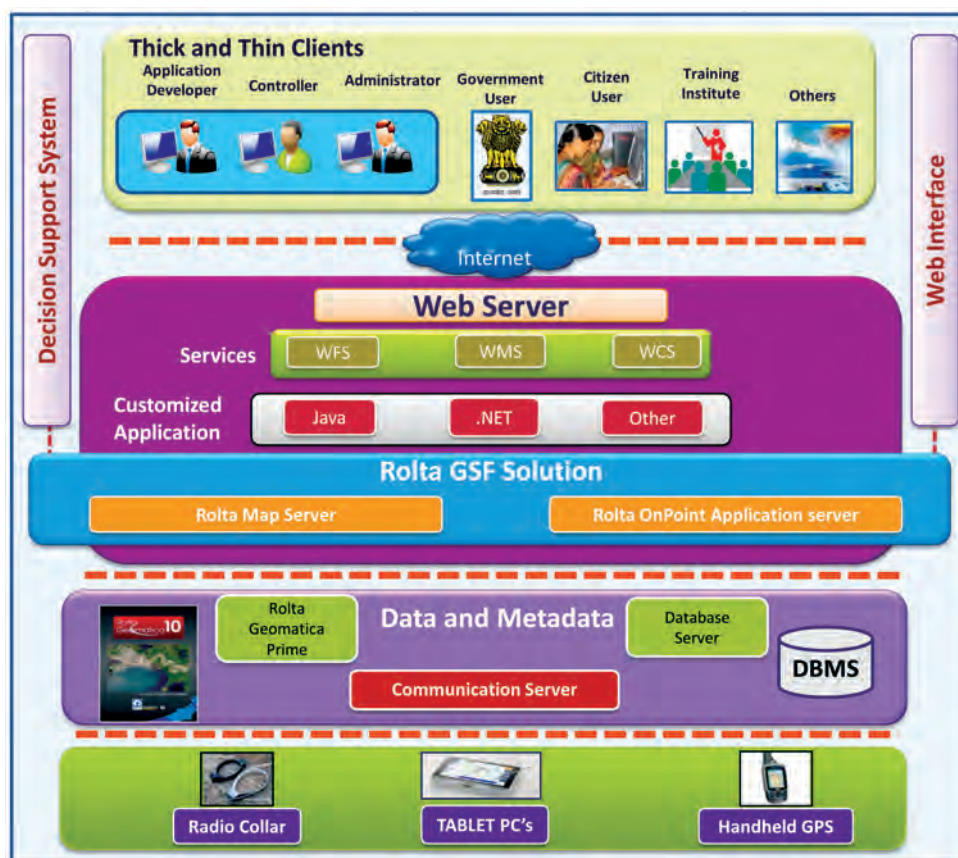 Thick and Thin Clients
Application
Developer
Controller
Administrator
Government
User
Citizen
User
Training
Institute
Others
Decision Support System
Web Interface
Internet
Web Server
Services
WFS
WMS
WCS
Customized
Application
Java
.NET
Other
Rolta GSF Solution
Rolta Map Server
Rolta OnPoint Application server
Data and Metadata
Rolta
Geomatica
Prime
Database
Server
10
DBMS
Communication Server
Radio Collar
TABLET PC's
Handheld GPS